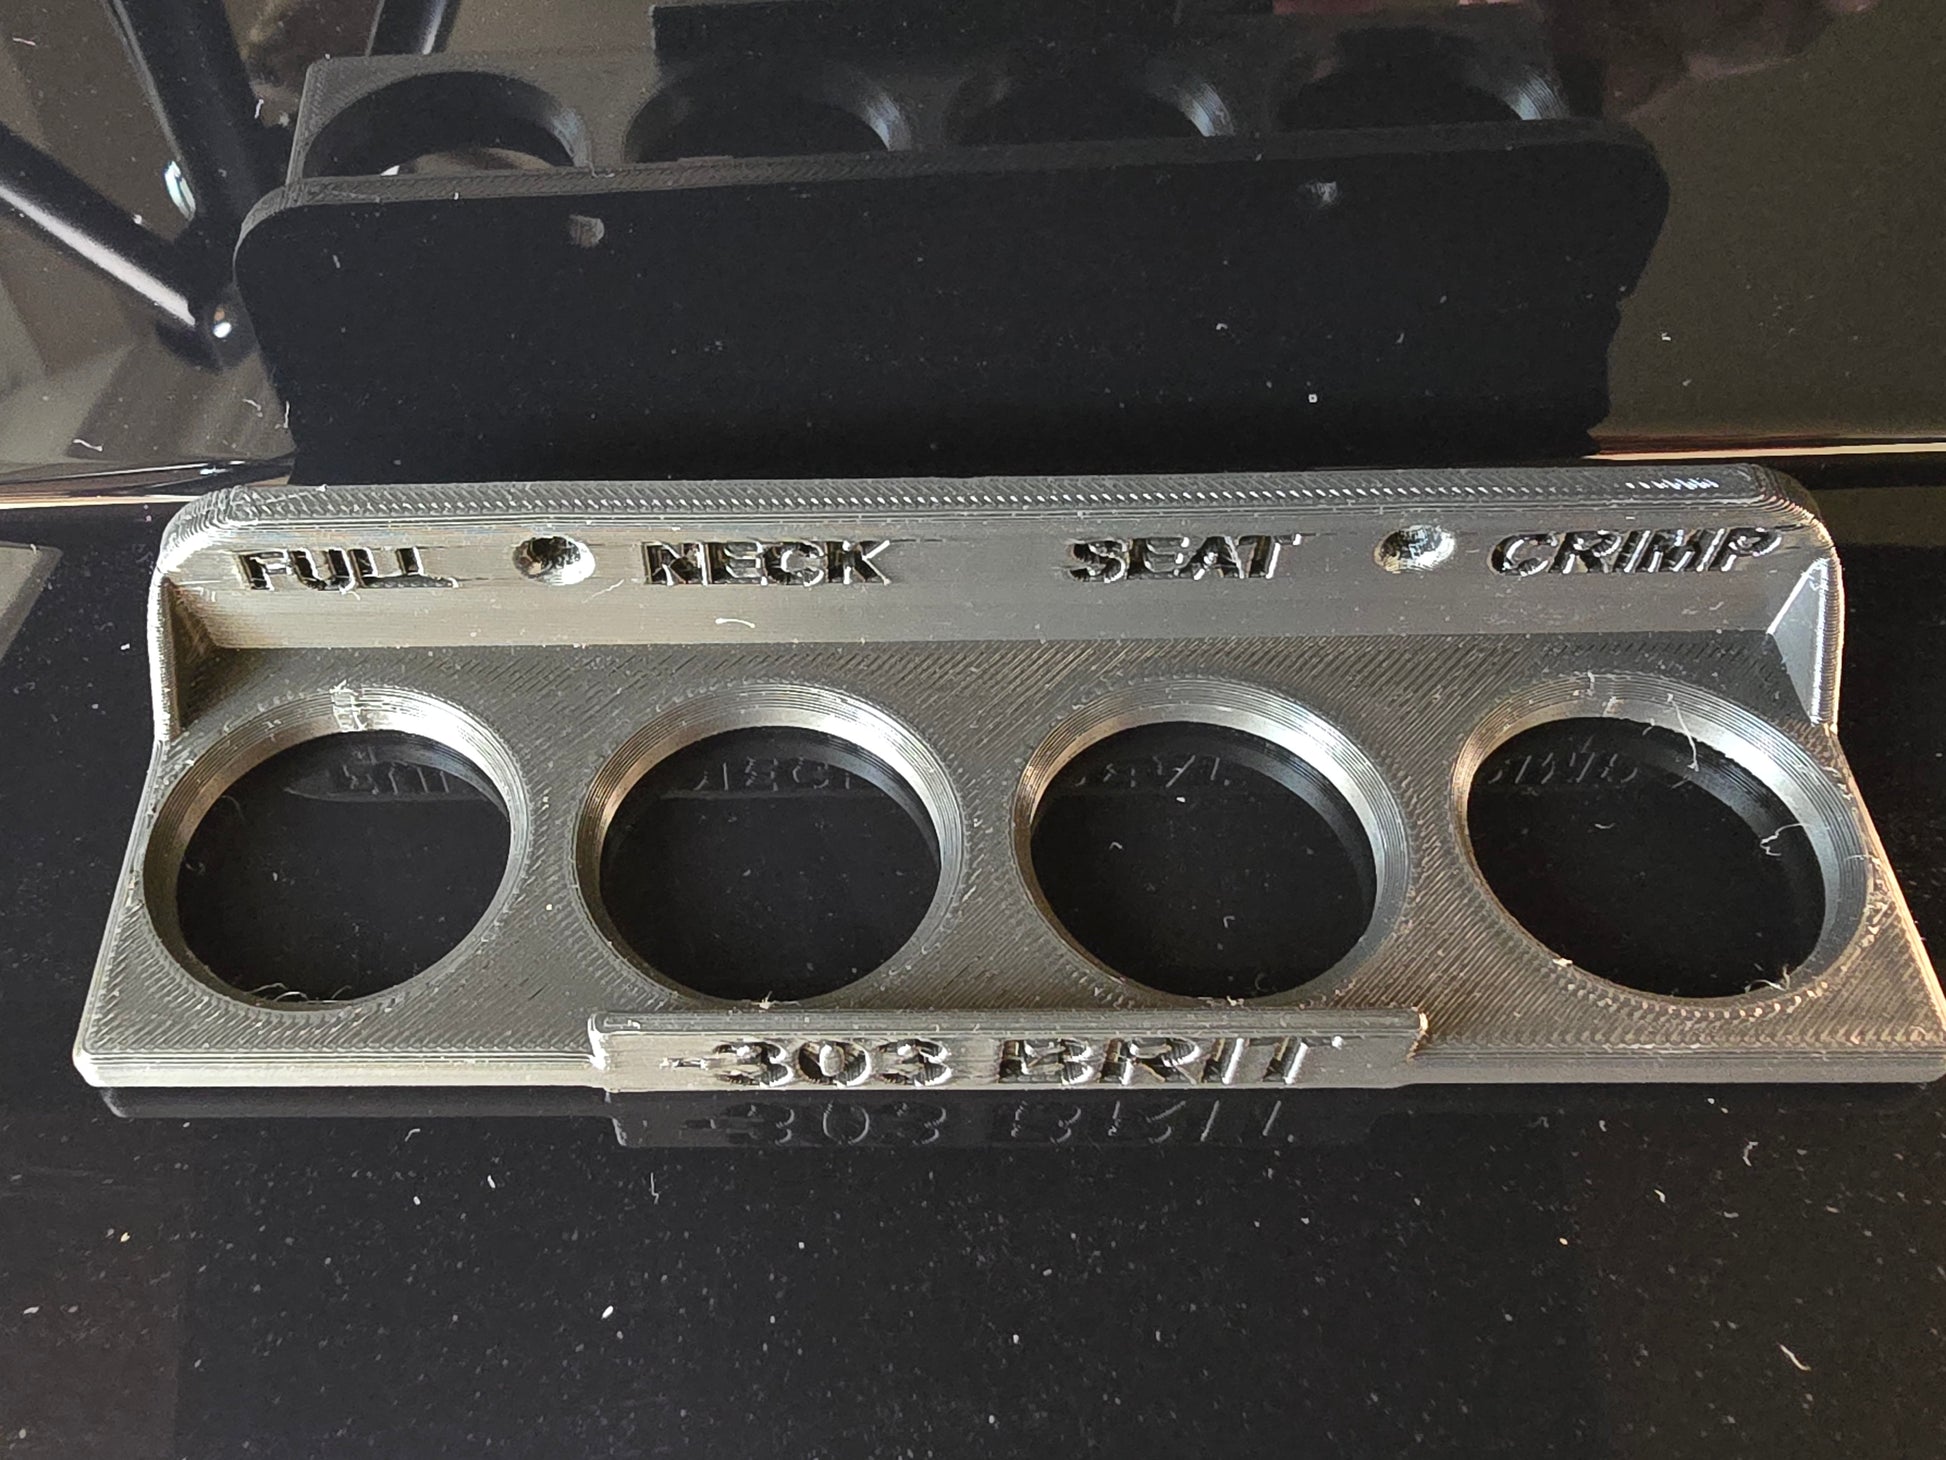 FULL NECK SEAT CRIMP
.303 BRIT